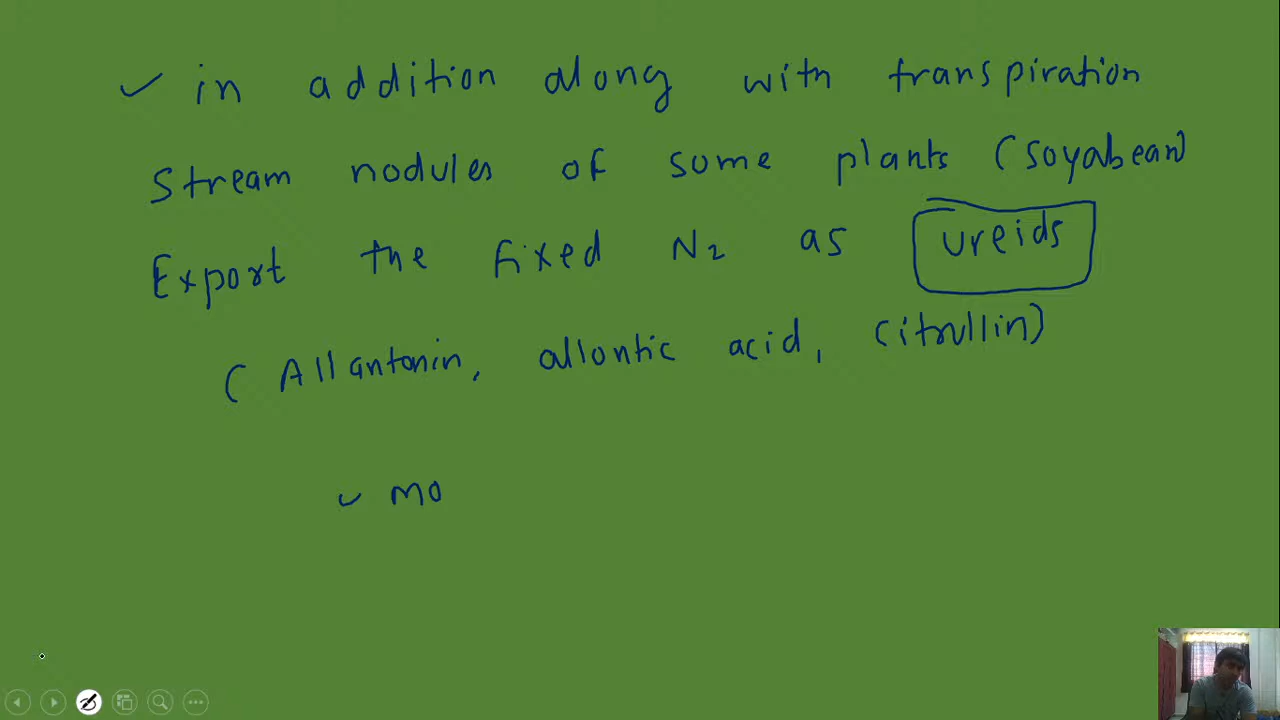 ✓ in addition along with transpiration
Stream nodules of some plants (soyabean)
Export the fixed N2 as ureids
( Allantonin, allontic acid, Citrullin)
✓ mo